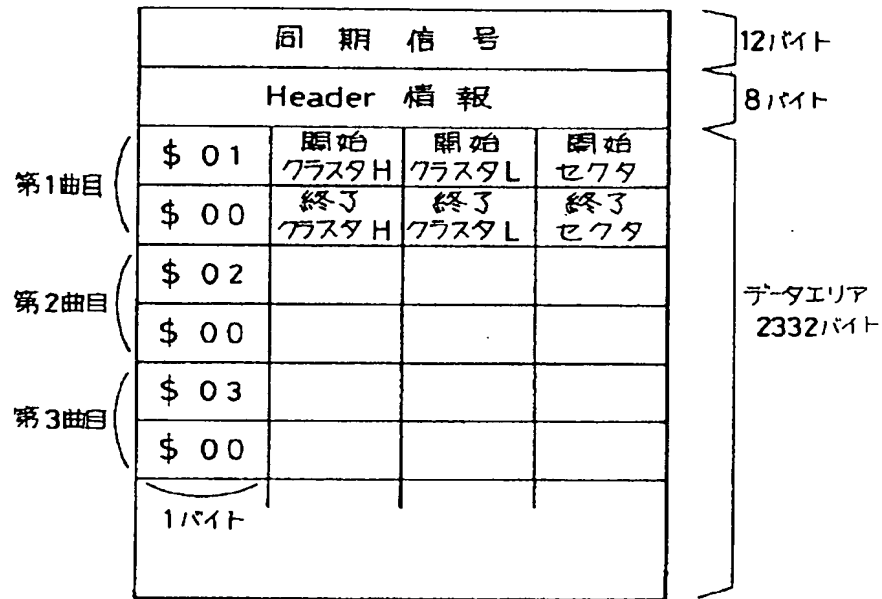 同期信号
12バイト
Header 情報
8バイト
第1曲目
$ 01
開始
クラスタH
開始
クラスタL
開始
セクタ
$ 00
終了
クラスタH
終了
クラスタL
終了
セクタ
第2曲目
$ 02
$ 00
第3曲目
$ 03
$ 00
1バイト
データエリア
2332バイト